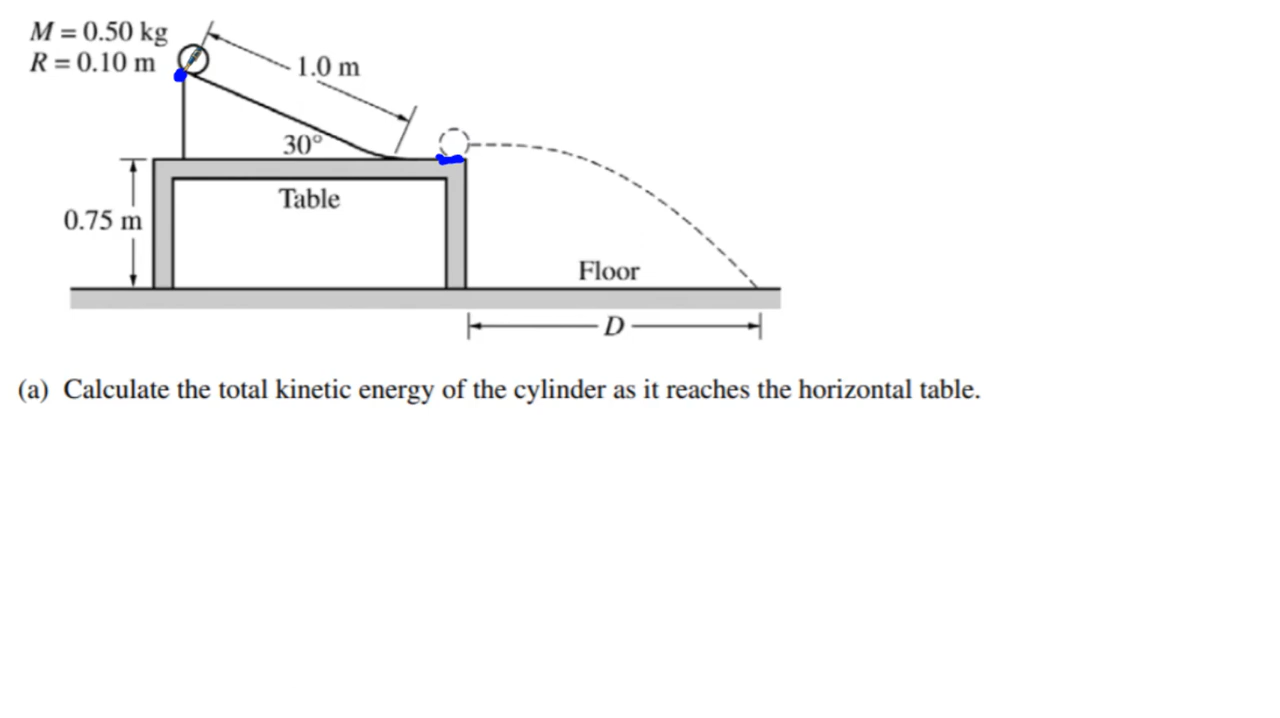 M = 0.50 kg
R = 0.10 m
1.0 m
30°
Table
0.75 m
Floor
D
(a) Calculate the total kinetic energy of the cylinder as it reaches the horizontal table.